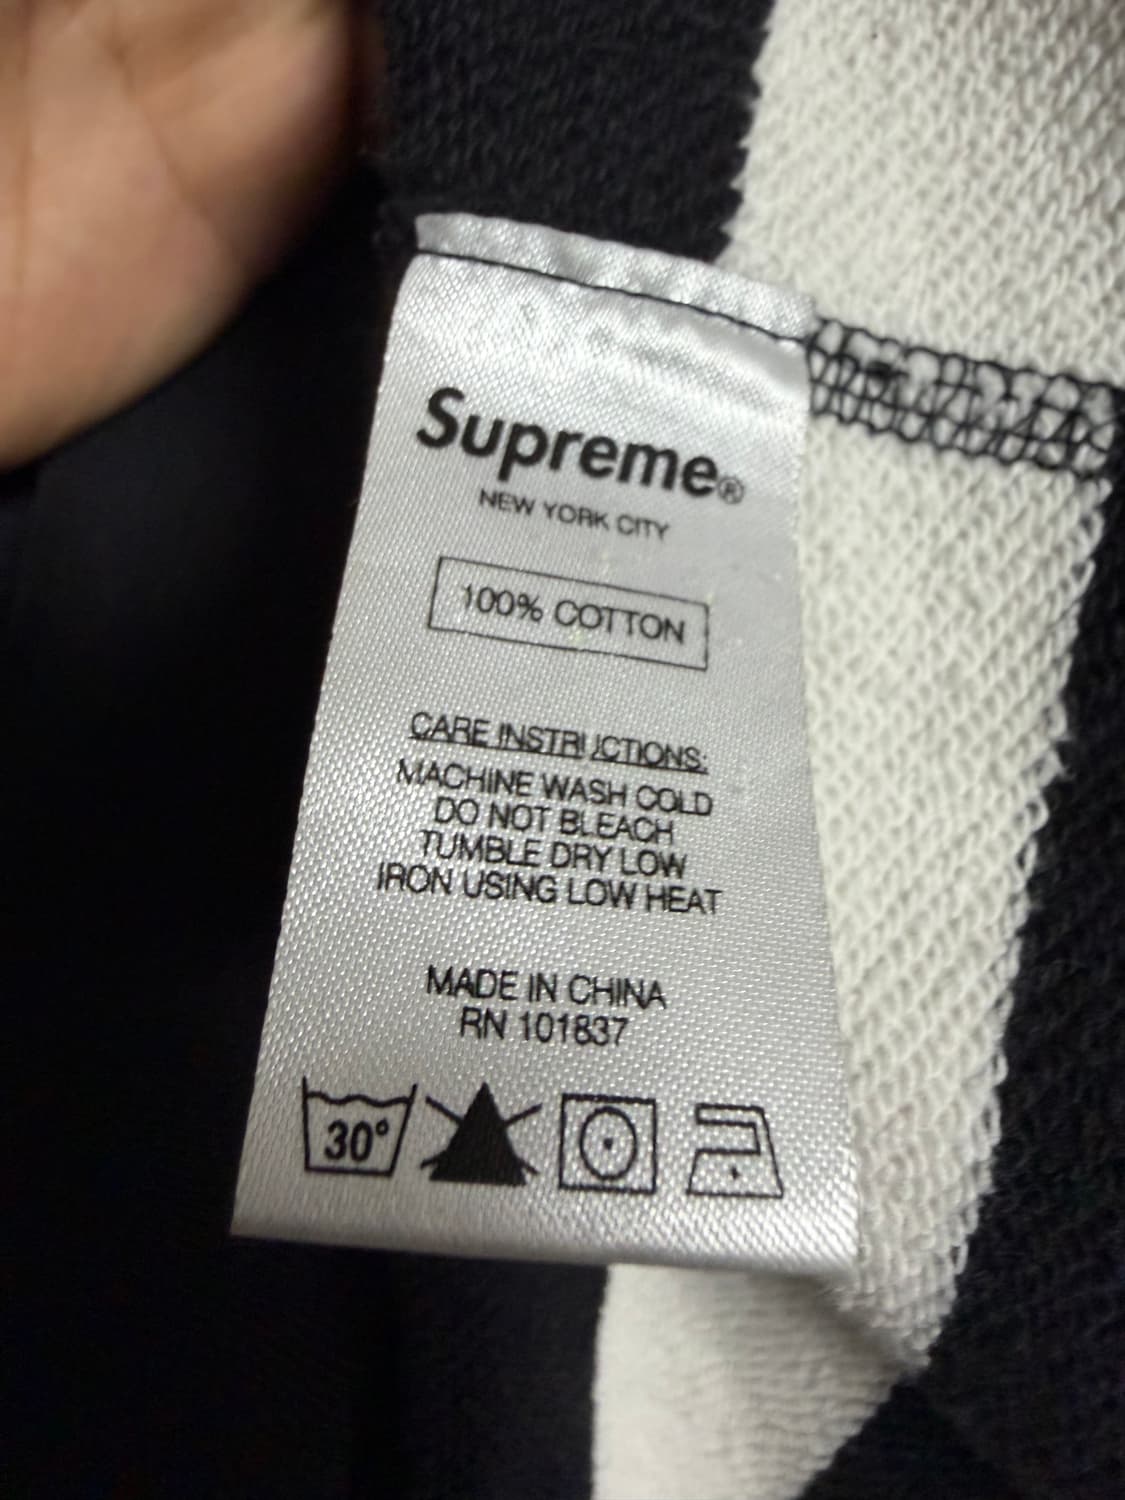 Supreme®
NEW YORK CITY
100% COTTON
CARE INSTRUCTIONS:
MACHINE WASH COLD
DO NOT BLEACH
TUMBLE DRY LOW
IRON USING LOW HEAT
MADE IN CHINA
RN 101837
30°